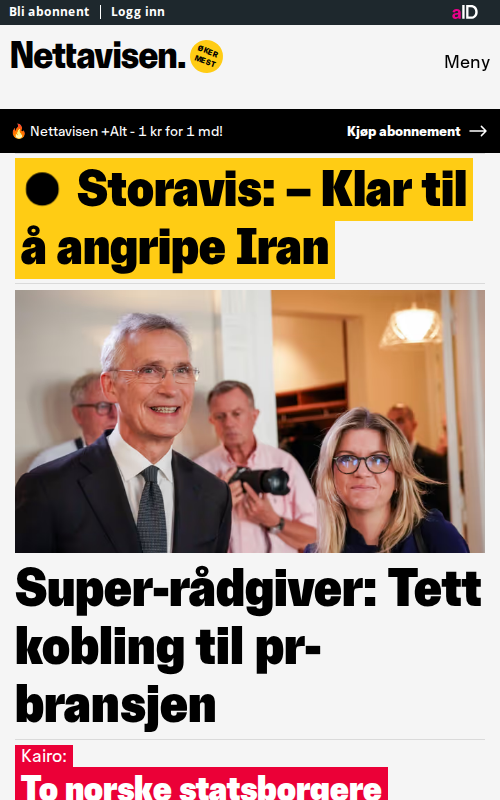 Bli abonnent
Logg inn
aID
Nettavisen.
ØKER
MEST
Meny
🔥 Nettavisen +Alt - 1 kr for 1 md!
Kjøp abonnement →
● Storavis: – Klar til
å angripe Iran
Super-rådgiver: Tett
kobling til pr-
bransjen
Kairo:
To norske statsborgere